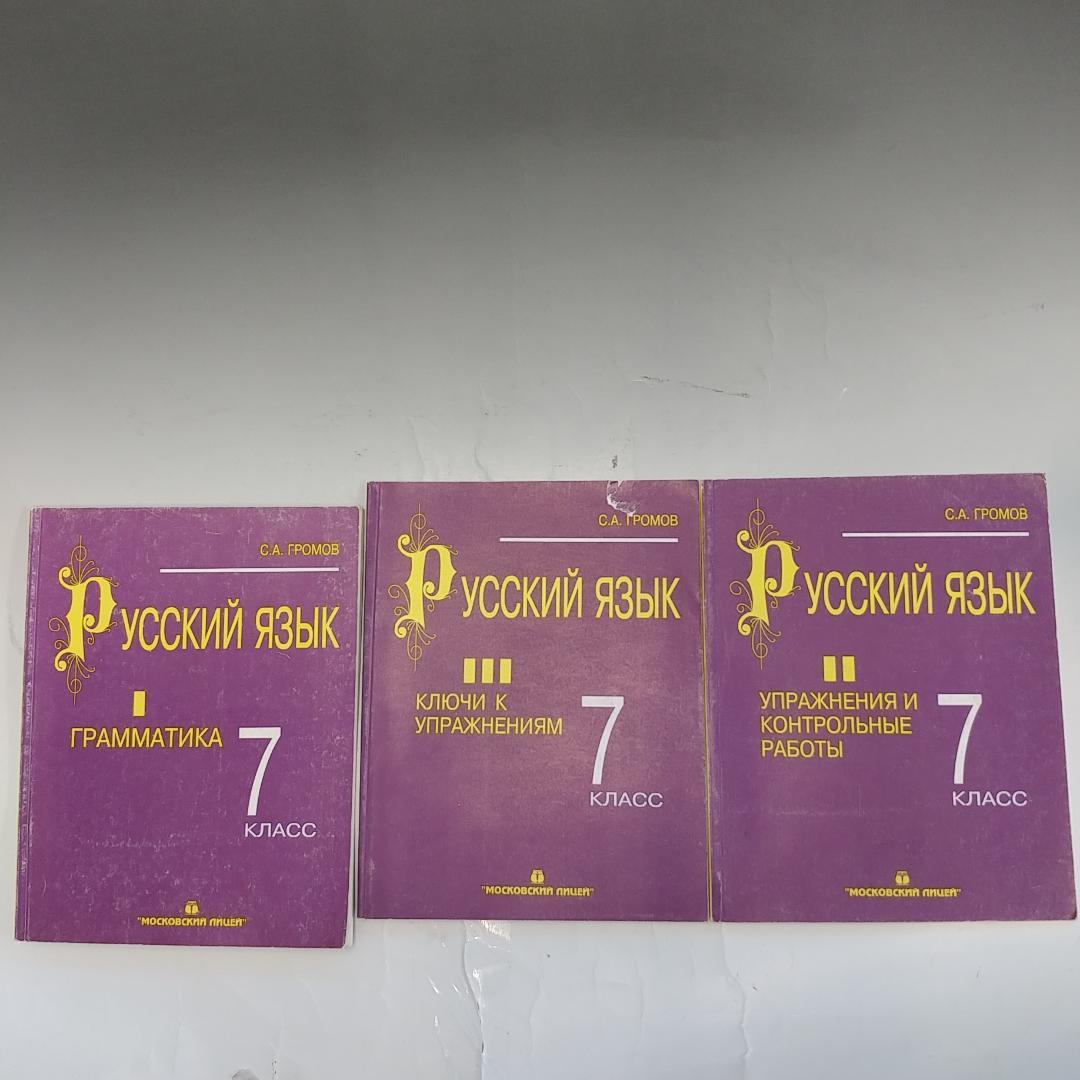 С.А. ГРОМОВ
РУССКИЙ ЯЗЫК
I
ГРАММАТИКА
7
КЛАСС
"МОСКОВСКИЙ ЛИЦЕЙ"
С.А. ГРОМОВ
РУССКИЙ ЯЗЫК
III
КЛЮЧИ К
УПРАЖНЕНИЯМ
7
КЛАСС
"МОСКОВСКИЙ ЛИЦЕЙ"
С.А. ГРОМОВ
РУССКИЙ ЯЗЫК
II
УПРАЖНЕНИЯ И
КОНТРОЛЬНЫЕ
РАБОТЫ
7
КЛАСС
"МОСКОВСКИЙ ЛИЦЕЙ"